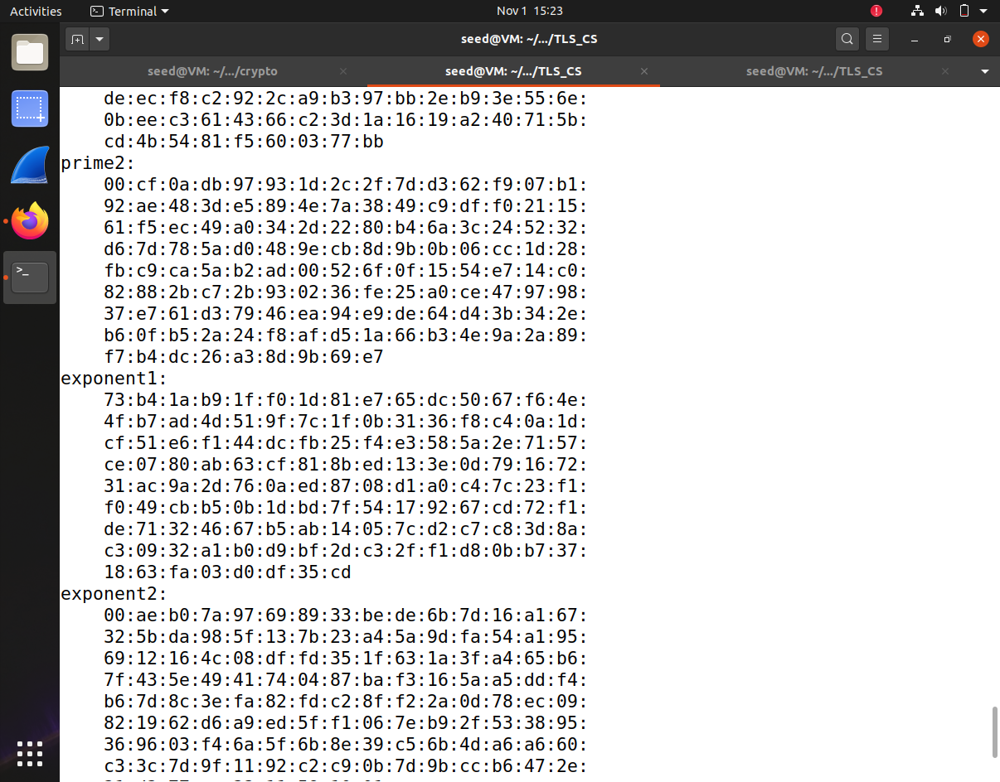 Activities
Terminal
Nov 1 15:23
seed@VM: ~/.../TLS_CS
seed@VM: ~/.../crypto
seed@VM: ~/.../TLS_CS
seed@VM: ~/.../TLS_CS
de:ec:f8:c2:92:2c:a9:b3:97:bb:2e:b9:3e:55:6e:
0b:ee:c3:61:43:66:c2:3d:1a:16:19:a2:40:71:5b:
cd:4b:54:81:f5:60:03:77:bb
prime2:
00:cf:0a:db:97:93:1d:2c:2f:7d:d3:62:f9:07:b1:
92:ae:48:3d:e5:89:4e:7a:38:49:c9:df:f0:21:15:
61:f5:ec:49:a0:34:2d:22:80:b4:6a:3c:24:52:32:
d6:7d:78:5a:d0:48:9e:cb:8d:9b:0b:06:cc:1d:28:
fb:c9:ca:5a:b2:ad:00:52:6f:0f:15:54:e7:14:c0:
82:88:2b:c7:2b:93:02:36:fe:25:a0:ce:47:97:98:
37:e7:61:d3:79:46:ea:94:e9:de:64:d4:3b:34:2e:
b6:0f:b5:2a:24:f8:af:d5:1a:66:b3:4e:9a:2a:89:
f7:b4:dc:26:a3:8d:9b:69:e7
exponent1:
73:b4:1a:b9:1f:f0:1d:81:e7:65:dc:50:67:f6:4e:
4f:b7:ad:4d:51:9f:7c:1f:0b:31:36:f8:c4:0a:1d:
cf:51:e6:f1:44:dc:fb:25:f4:e3:58:5a:2e:71:57:
ce:07:80:ab:63:cf:81:8b:ed:13:3e:0d:79:16:72:
31:ac:9a:2d:76:0a:ed:87:08:d1:a0:c4:7c:23:f1:
f0:49:cb:b5:0b:1d:bd:7f:54:17:92:67:cd:72:f1:
de:71:32:46:67:b5:ab:14:05:7c:d2:c7:c8:3d:8a:
c3:09:32:a1:b0:d9:bf:2d:c3:2f:f1:d8:0b:b7:37:
18:63:fa:03:d0:df:35:cd
exponent2:
00:ae:b0:7a:97:69:89:33:be:de:6b:7d:16:a1:67:
32:5b:da:98:5f:13:7b:23:a4:5a:9d:fa:54:a1:95:
69:12:16:4c:08:df:fd:35:1f:63:1a:3f:a4:65:b6:
7f:43:5e:49:41:74:04:87:ba:f3:16:5a:a5:dd:f4:
b6:7d:8c:3e:fa:82:fd:c2:8f:f2:2a:0d:78:ec:09:
82:19:62:d6:a9:ed:5f:f1:06:7e:b9:2f:53:38:95:
36:96:03:f4:6a:5f:6b:8e:39:c5:6b:4d:a6:a6:60:
c3:3c:7d:9f:11:92:c2:c9:0b:7d:9b:cc:b6:47:2e: